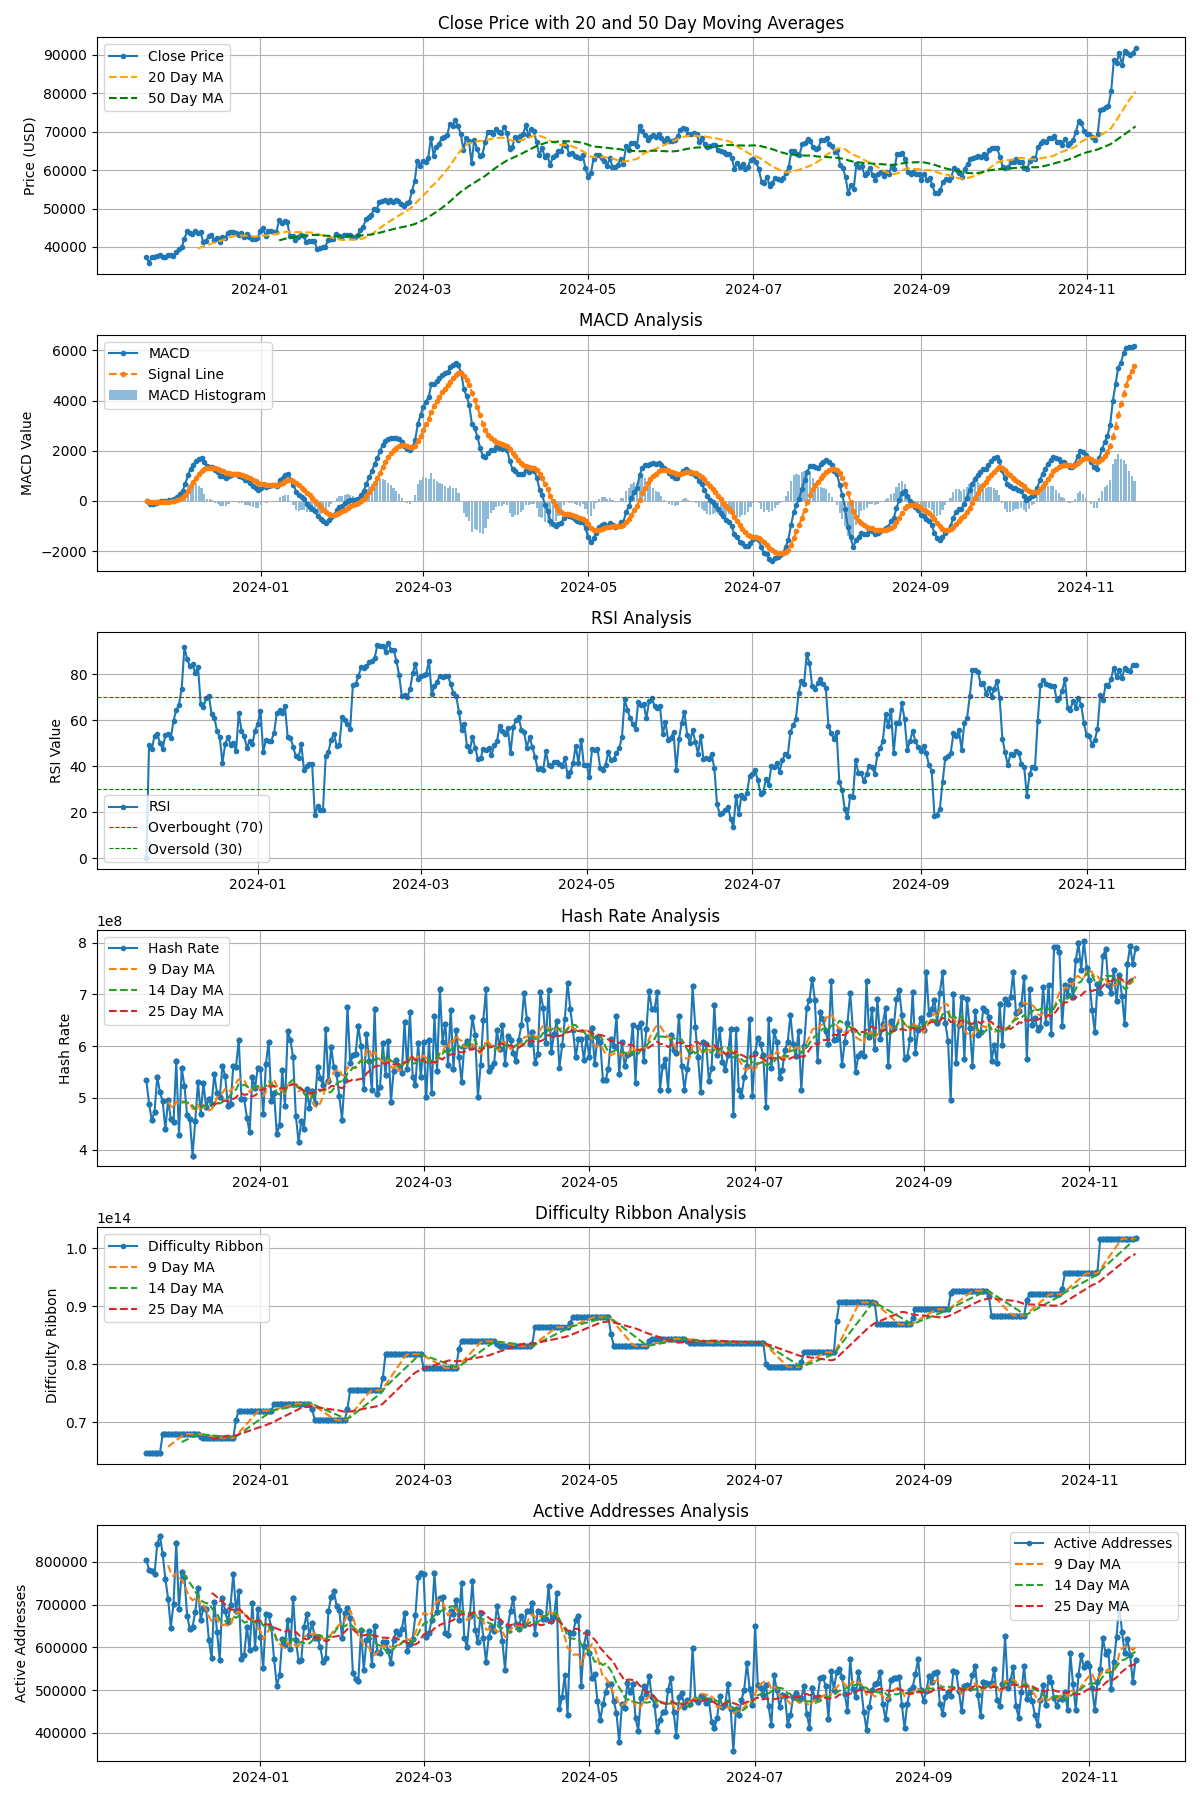 Close Price with 20 and 50 Day Moving Averages
Price (USD)
90000
80000
70000
60000
50000
40000
Close Price
20 Day MA
50 Day MA
2024-01 2024-03 2024-05 2024-07 2024-09 2024-11
MACD Analysis
MACD Value
6000
4000
2000
0
−2000
MACD
Signal Line
MACD Histogram
2024-01 2024-03 2024-05 2024-07 2024-09 2024-11
RSI Analysis
RSI Value
80
60
40
20
0
RSI
Overbought (70)
Oversold (30)
2024-01 2024-03 2024-05 2024-07 2024-09 2024-11
Hash Rate Analysis
1e8
Hash Rate
8
7
6
5
4
Hash Rate
9 Day MA
14 Day MA
25 Day MA
2024-01 2024-03 2024-05 2024-07 2024-09 2024-11
Difficulty Ribbon Analysis
1e14
Difficulty Ribbon
1.0
0.9
0.8
0.7
Difficulty Ribbon
9 Day MA
14 Day MA
25 Day MA
2024-01 2024-03 2024-05 2024-07 2024-09 2024-11
Active Addresses Analysis
Active Addresses
800000
700000
600000
500000
400000
Active Addresses
9 Day MA
14 Day MA
25 Day MA
2024-01 2024-03 2024-05 2024-07 2024-09 2024-11